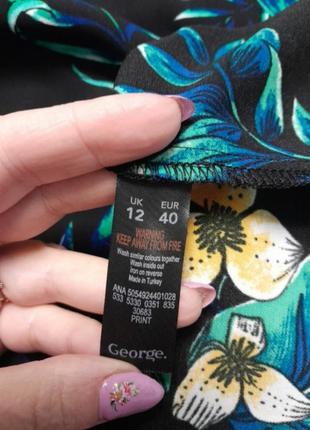 UK EUR
12 40
WARNING
KEEP AWAY FROM FIRE
Wash similar colours together
Wash inside out
Iron on reverse
Made in Turkey
ANA 5054924401028
533 5330 0351 835
30683
PRINT
George.